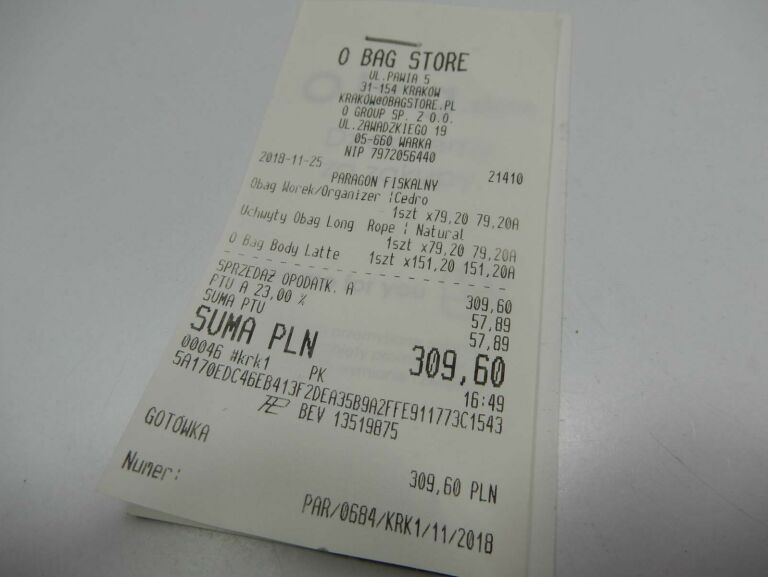 O BAG STORE
UL.PAWIA 5
31-154 KRAKÓW
KRAKOW@OBAGSTORE.PL
O GROUP SP. Z O.O.
UL.ZAWADZKIEGO 19
05-660 WARKA
NIP 7972056440
2018-11-25 21410
PARAGON FISKALNY
Obag Worek/Organizer ¦Cedro
1szt x79,20 79,20A
Uchwyty Obag Long Rope ¦ Natural
1szt x79,20 79,20A
O Bag Body Latte 1szt x151,20 151,20A
SPRZEDAŻ OPODATK. A 309,60
PTU A 23,00 % 57,89
SUMA PTU 57,89
SUMA PLN 309,60
00046 #krk1 PK 16:49
5A170EDC46EB413F2DEA35B9A2FFE911773C1543
BEV 13519875
GOTÓWKA 309,60 PLN
Numer: PAR/0684/KRK1/11/2018